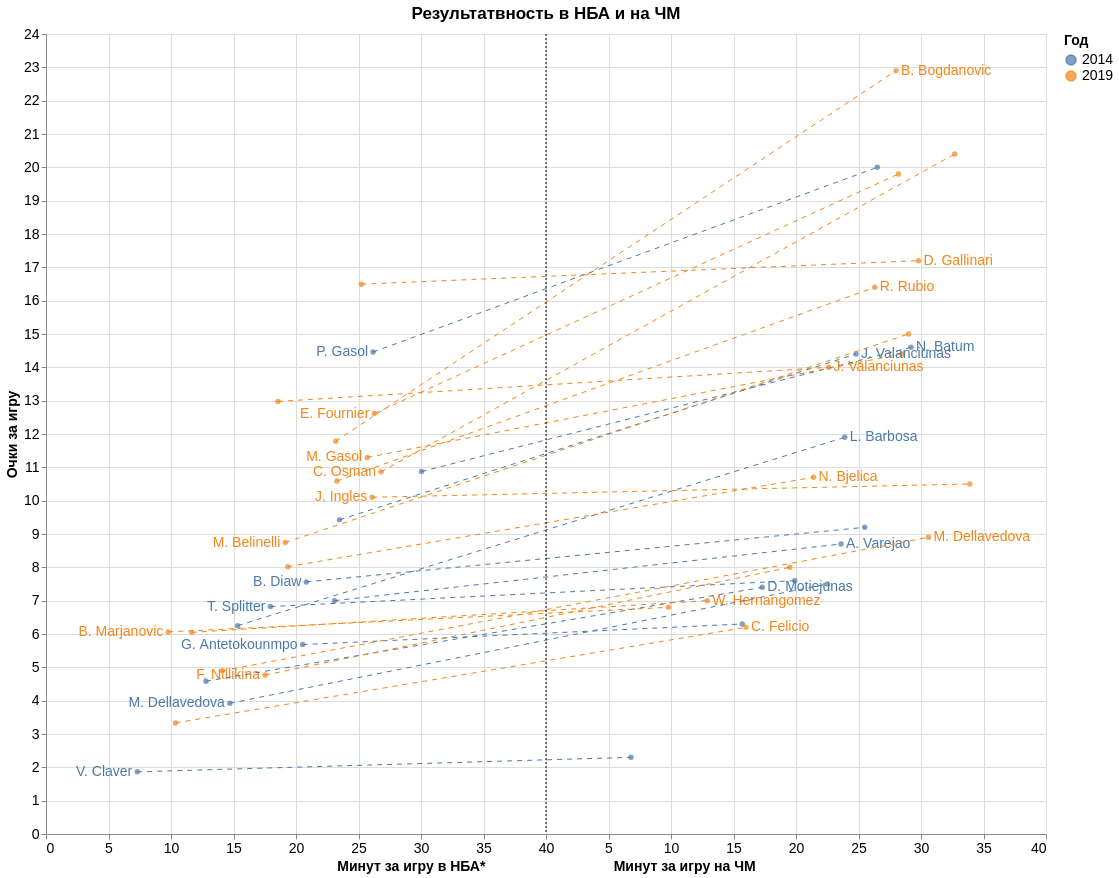 Результатвность в НБА и на ЧМ
Год
2014
2019
Очки за игру
24
23
22
21
20
19
18
17
16
15
14
13
12
11
10
9
8
7
6
5
4
3
2
1
0
B. Bogdanovic
D. Gallinari
R. Rubio
N. Batum
P. Gasol
J. Valanciunas
J. Valanciunas
E. Fournier
L. Barbosa
M. Gasol
C. Osman
N. Bjelica
J. Ingles
M. Belinelli
M. Dellavedova
A. Varejao
B. Diaw
D. Motiejunas
T. Splitter
W. Hernangomez
B. Marjanovic
C. Felicio
G. Antetokounmpo
F. Ntilikina
M. Dellavedova
V. Claver
0 5 10 15 20 25 30 35 40 5 10 15 20 25 30 35 40
Минут за игру в НБА* Минут за игру на ЧМ